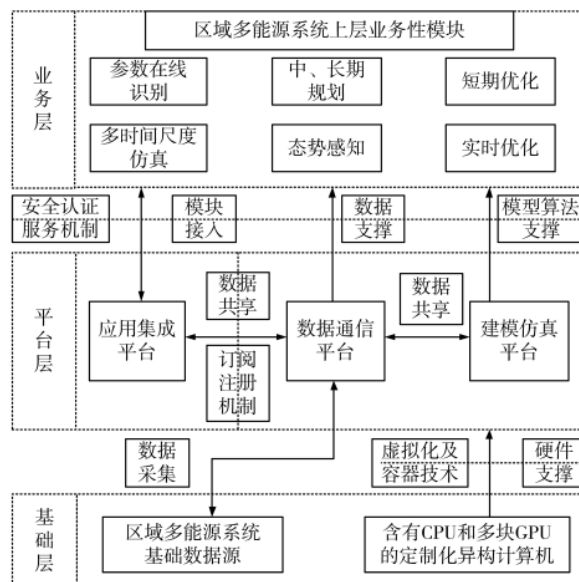 区域多能源系统上层业务性模块
业务层
参数在线
识别
中、长期
规划
短期优化
多时间尺度
仿真
态势感知
实时优化
安全认证
服务机制
模块
接入
数据
支撑
模型算法
支撑
平台层
数据
共享
数据
共享
应用集成
平台
数据通信
平台
建模仿真
平台
订阅
注册
机制
数据
采集
虚拟化及
容器技术
硬件
支撑
基础层
区域多能源系统
基础数据源
含有CPU和多块GPU
的定制化异构计算机